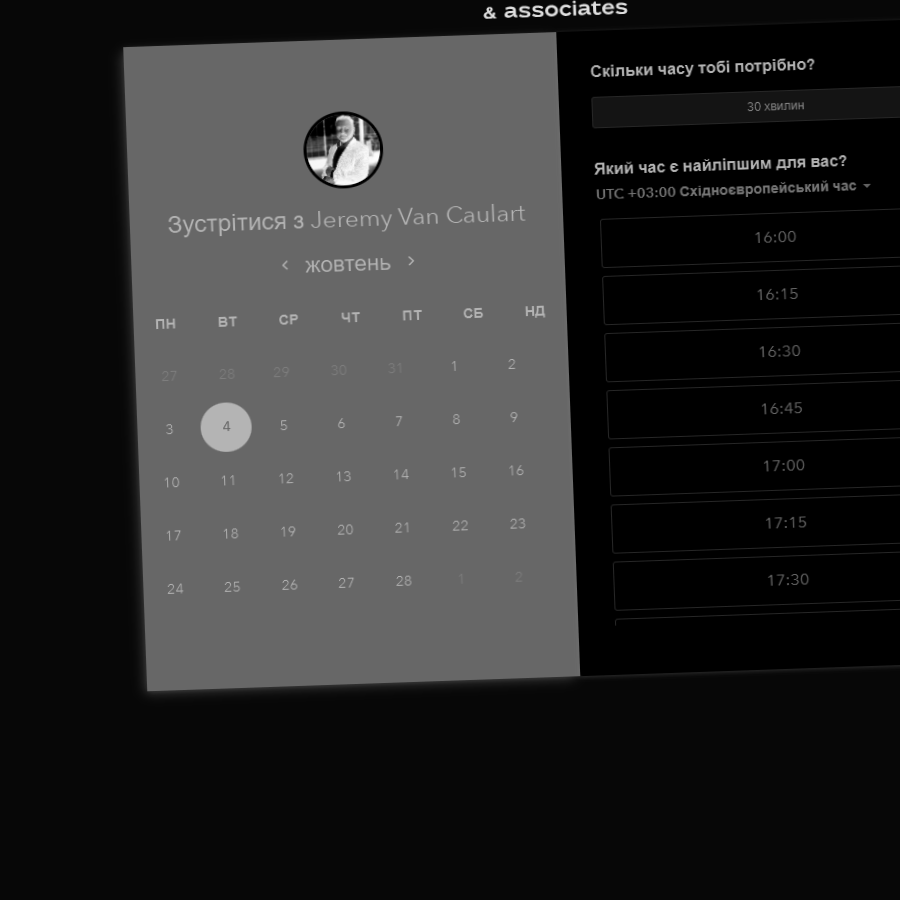 & associates
Зустрітися з Jeremy Van Caulart
жовтень
ПН ВТ СР ЧТ ПТ СБ НД
27 28 29 30 31 1 2
3 4 5 6 7 8 9
10 11 12 13 14 15 16
17 18 19 20 21 22 23
24 25 26 27 28 1 2
Скільки часу тобі потрібно?
30 хвилин
Який час є найліпшим для вас?
UTC +03:00 Східноєвропейський час
16:00
16:15
16:30
16:45
17:00
17:15
17:30